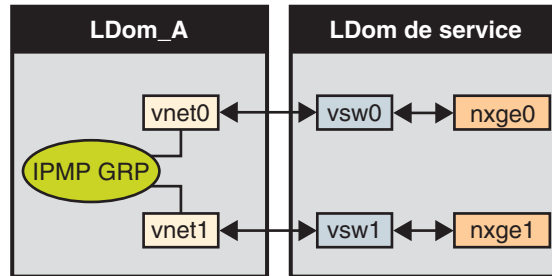 LDom_A
LDom de service
vnet0
vsw0
nxge0
IPMP GRP
vnet1
vsw1
nxge1